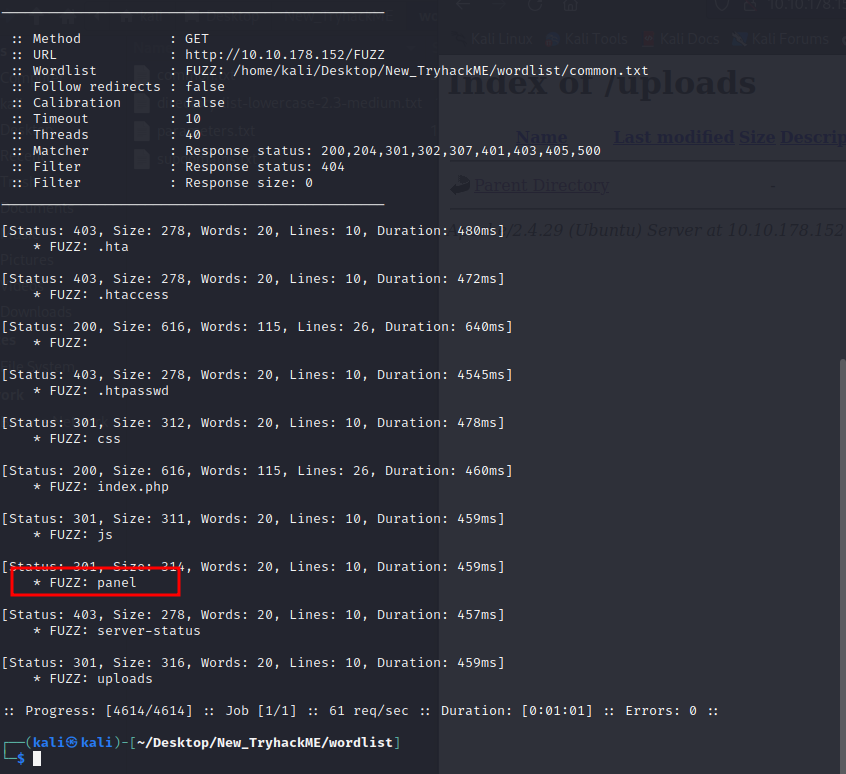 :: Method           : GET
:: URL              : http://10.10.178.152/FUZZ
:: Wordlist         : FUZZ: /home/kali/Desktop/New_TryhackME/wordlist/common.txt
:: Follow redirects : false
:: Calibration      : false
:: Timeout          : 10
:: Threads          : 40
:: Matcher          : Response status: 200,204,301,302,307,401,403,405,500
:: Filter           : Response status: 404
:: Filter           : Response size: 0
[Status: 403, Size: 278, Words: 20, Lines: 10, Duration: 480ms]
* FUZZ: .hta
[Status: 403, Size: 278, Words: 20, Lines: 10, Duration: 472ms]
* FUZZ: .htaccess
[Status: 200, Size: 616, Words: 115, Lines: 26, Duration: 640ms]
* FUZZ:
[Status: 403, Size: 278, Words: 20, Lines: 10, Duration: 4545ms]
* FUZZ: .htpasswd
[Status: 301, Size: 312, Words: 20, Lines: 10, Duration: 478ms]
* FUZZ: css
[Status: 200, Size: 616, Words: 115, Lines: 26, Duration: 460ms]
* FUZZ: index.php
[Status: 301, Size: 311, Words: 20, Lines: 10, Duration: 459ms]
* FUZZ: js
[Status: 301, Size: 314, Words: 20, Lines: 10, Duration: 459ms]
* FUZZ: panel
[Status: 403, Size: 278, Words: 20, Lines: 10, Duration: 457ms]
* FUZZ: server-status
[Status: 301, Size: 316, Words: 20, Lines: 10, Duration: 459ms]
* FUZZ: uploads
:: Progress: [4614/4614] :: Job [1/1] :: 61 req/sec :: Duration: [0:01:01] :: Errors: 0 ::
(kali㉿kali)-[~/Desktop/New_TryhackME/wordlist]
$
Kali Linux Kali Tools Kali Docs Kali Forums
Index of /uploads
Name Last modified Size
Parent Directory -
(Ubuntu) Server at 10.10.178.152
Pictures
Downloads